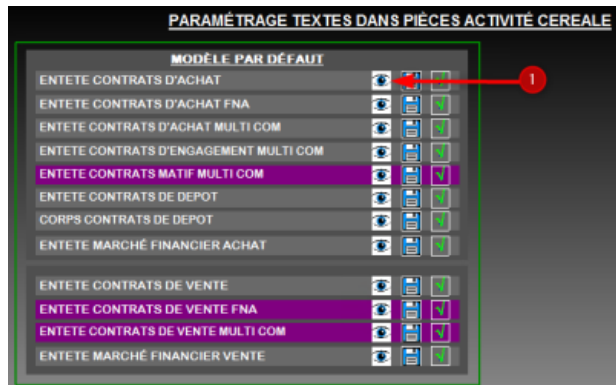 PARAMÉTRAGE TEXTES DANS PIÈCES ACTIVITÉ CEREALE
MODÈLE PAR DÉFAUT
ENTETE CONTRATS D'ACHAT
1
ENTETE CONTRATS D'ACHAT FNA
ENTETE CONTRATS D'ACHAT MULTI COM
ENTETE CONTRATS D'ENGAGEMENT MULTI COM
ENTETE CONTRATS MATIF MULTI COM
ENTETE CONTRATS DE DEPOT
CORPS CONTRATS DE DEPOT
ENTETE MARCHÉ FINANCIER ACHAT
ENTETE CONTRATS DE VENTE
ENTETE CONTRATS DE VENTE FNA
ENTETE CONTRATS DE VENTE MULTI COM
ENTETE MARCHÉ FINANCIER VENTE